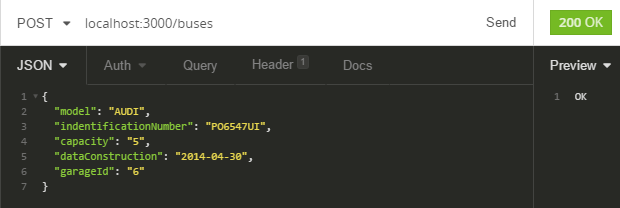 POST localhost:3000/buses Send 200 OK
JSON Auth Query Header 1 Docs Preview
1 { 1 OK
2 "model": "AUDI",
3 "indentificationNumber": "PO6547UI",
4 "capacity": "5",
5 "dataConstruction": "2014-04-30",
6 "garageId": "6"
7 }